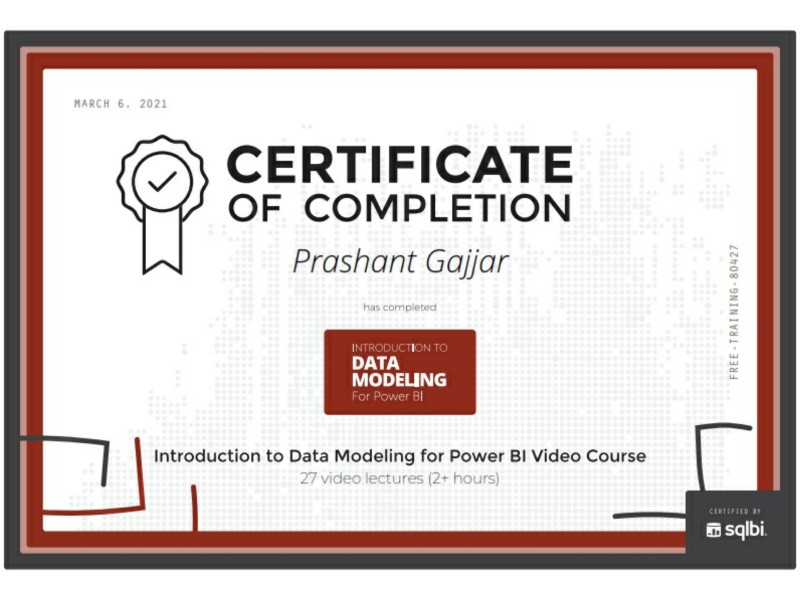 MARCH 6, 2021
CERTIFICATE
OF COMPLETION
Prashant Gajjar
has completed
INTRODUCTION TO
DATA
MODELING
For Power BI
FREE-TRAINING-80427
Introduction to Data Modeling for Power BI Video Course
27 video lectures (2+ hours)
CERTIFIED BY
sqlbi.